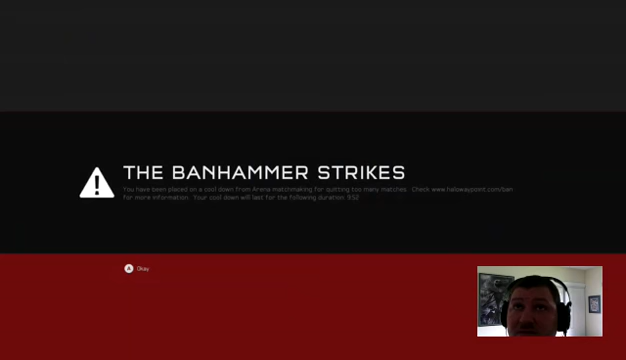 THE BANHAMMER STRIKES
You have been placed on a cool down from Arena matchmaking for quitting too many matches. Check www.halowaypoint.com/ban
for more information. Your cool down will last for the following duration: 9:52
A Okay